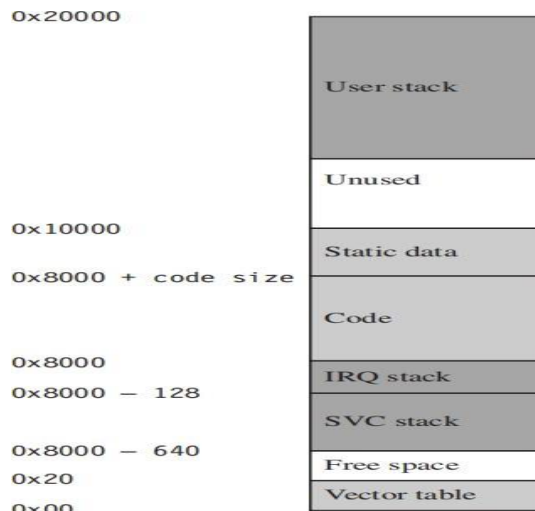 0x20000
User stack
Unused
0x10000
Static data
0x8000 + code size
Code
0x8000
IRQ stack
0x8000 – 128
SVC stack
0x8000 – 640
Free space
0x20
Vector table
0x00